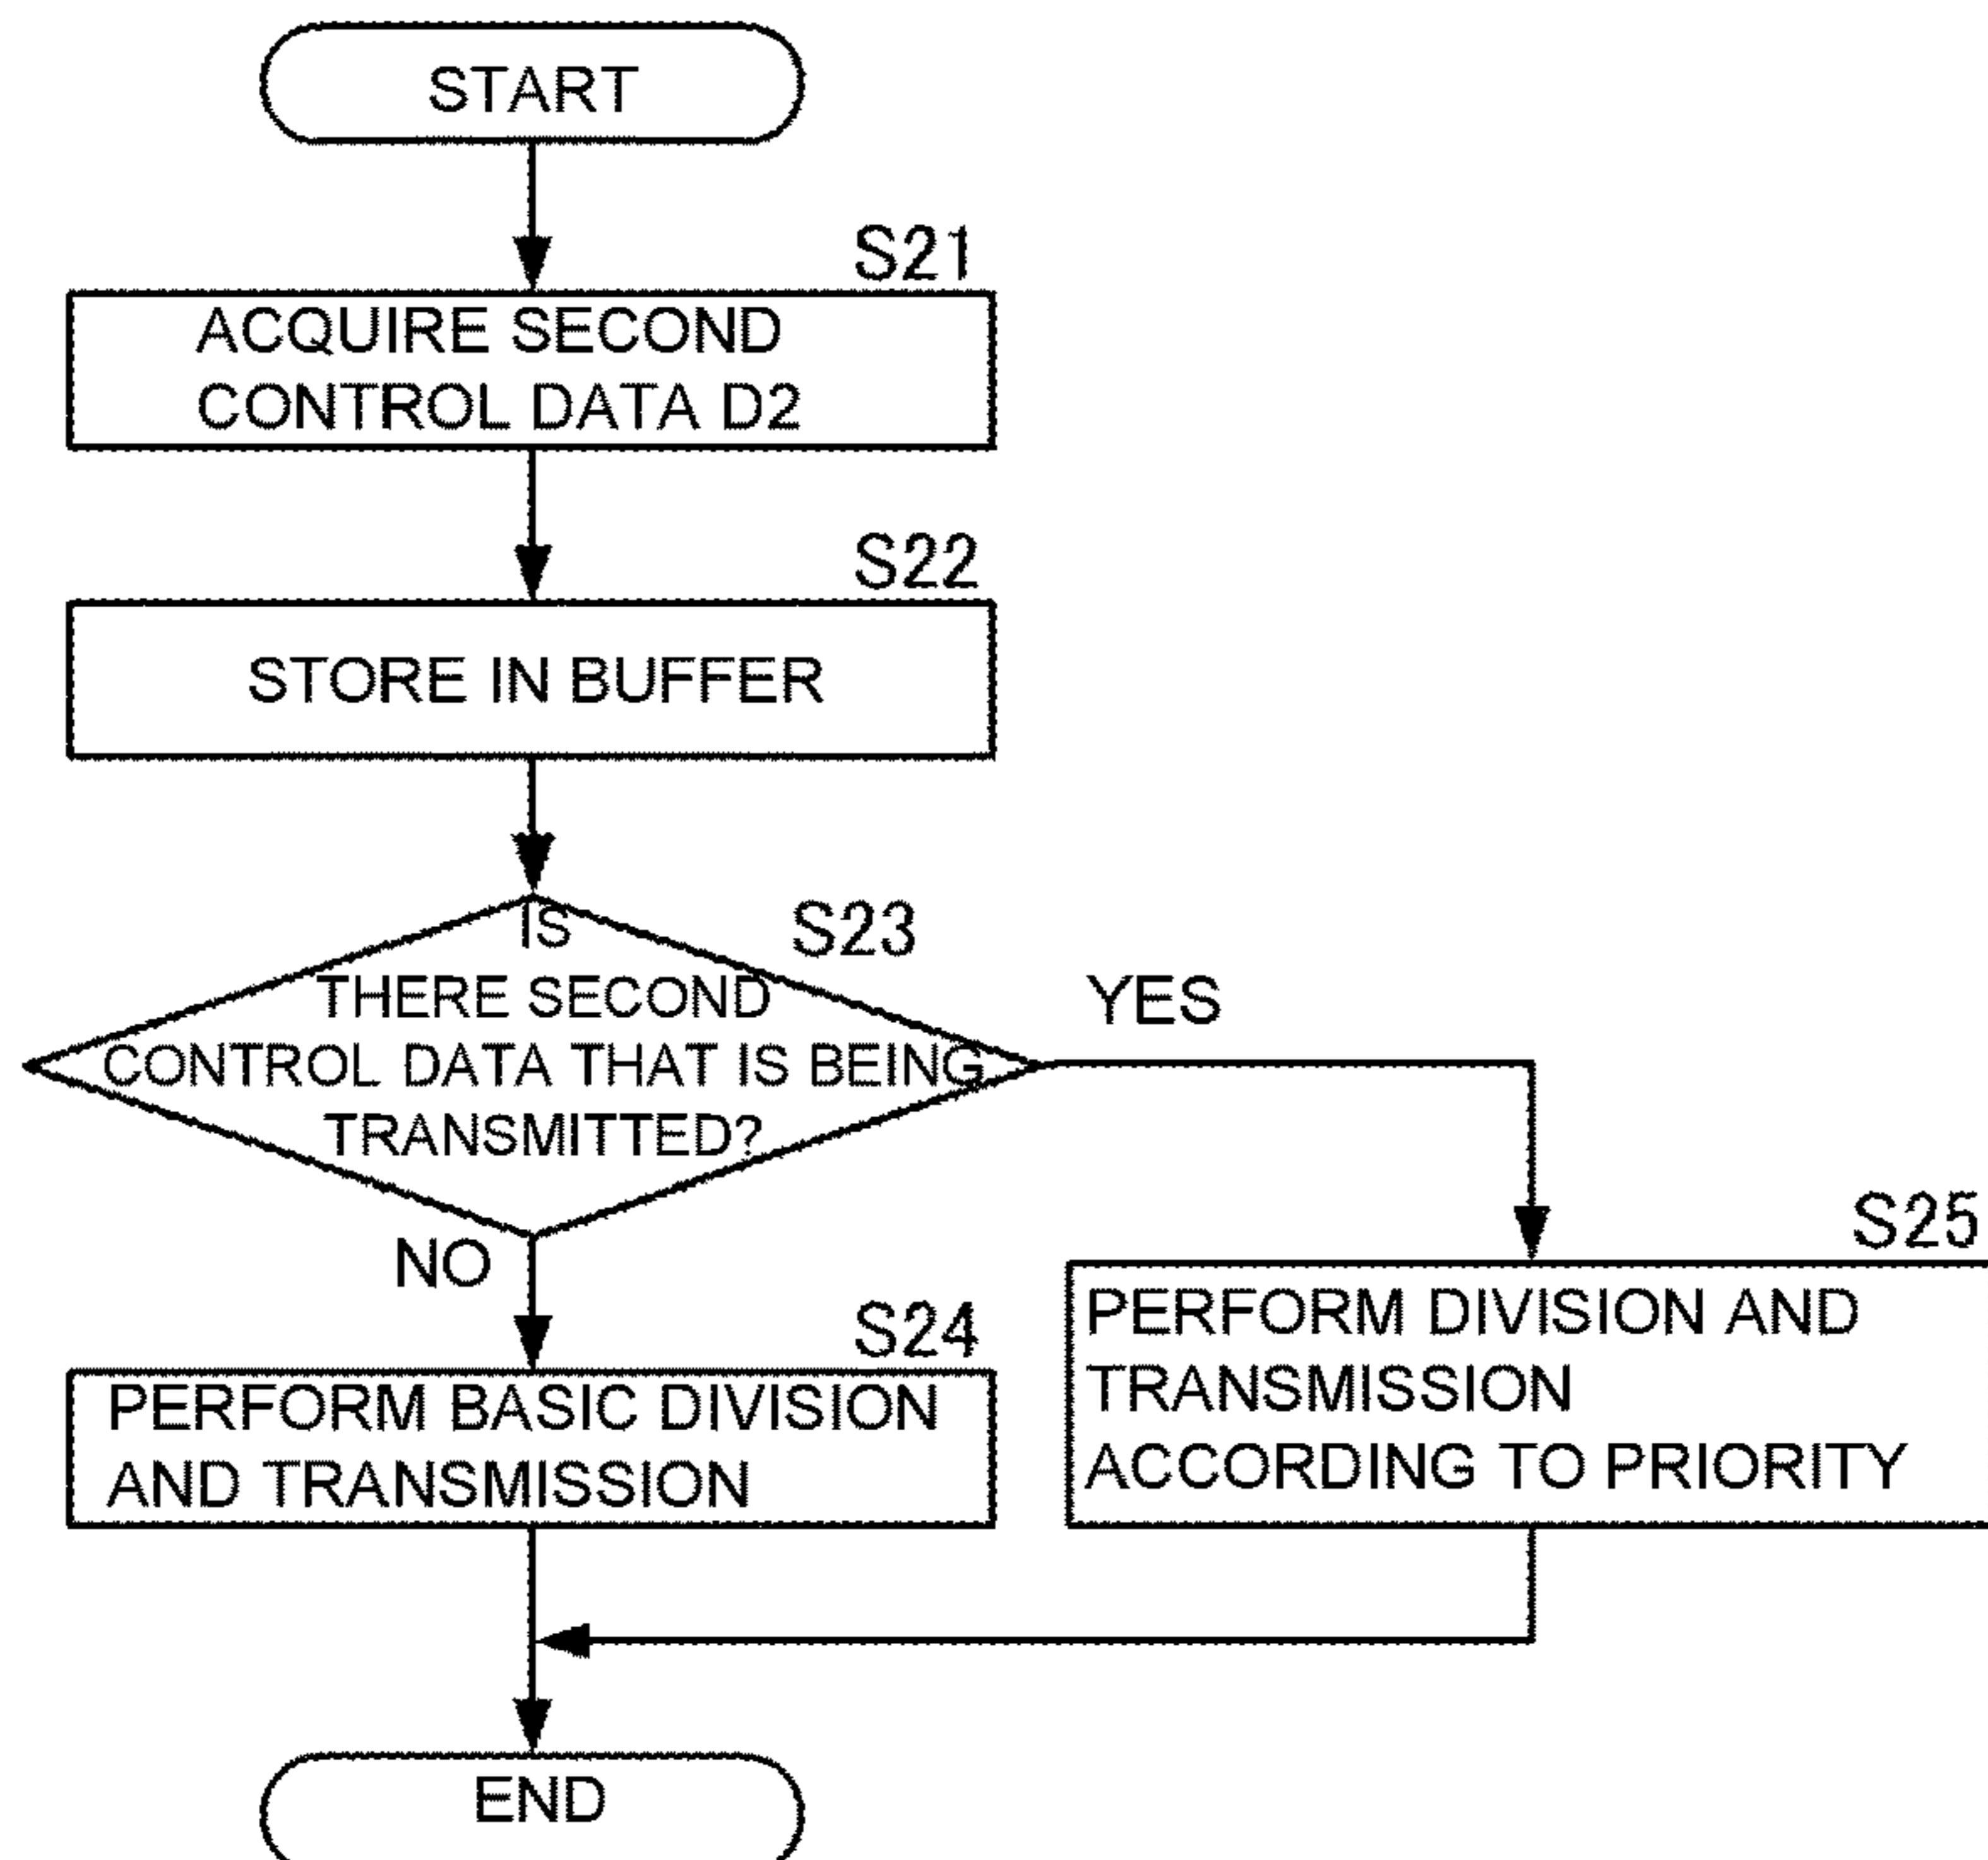 START
S21
ACQUIRE SECOND
CONTROL DATA D2
S22
STORE IN BUFFER
S23
IS
THERE SECOND
CONTROL DATA THAT IS BEING
TRANSMITTED?
YES
NO
S24
PERFORM BASIC DIVISION
AND TRANSMISSION
S25
PERFORM DIVISION AND
TRANSMISSION
ACCORDING TO PRIORITY
END